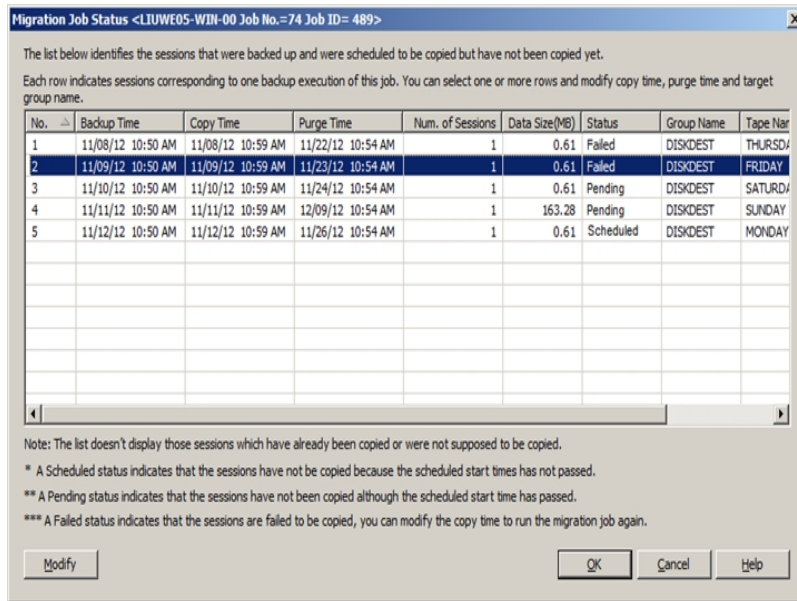 Migration Job Status <LIUWE05-WIN-00 Job No.=74 Job ID= 489>
The list below identifies the sessions that were backed up and were scheduled to be copied but have not been copied yet.
Each row indicates sessions corresponding to one backup execution of this job. You can select one or more rows and modify copy time, purge time and target
group name.
No. Backup Time Copy Time Purge Time Num. of Sessions Data Size(MB) Status Group Name Tape Nar
1 11/08/12 10:50 AM 11/08/12 10:59 AM 11/22/12 10:54 AM 1 0.61 Failed DISKDEST THURSDA
2 11/09/12 10:50 AM 11/09/12 10:59 AM 11/23/12 10:54 AM 1 0.61 Failed DISKDEST FRIDAY
3 11/10/12 10:50 AM 11/10/12 10:59 AM 11/24/12 10:54 AM 1 0.61 Pending DISKDEST SATURDA
4 11/11/12 10:50 AM 11/11/12 10:59 AM 12/09/12 10:54 AM 1 163.28 Pending DISKDEST SUNDAY
5 11/12/12 10:50 AM 11/12/12 10:59 AM 11/26/12 10:54 AM 1 0.61 Scheduled DISKDEST MONDAY
Note: The list doesn't display those sessions which have already been copied or were not supposed to be copied.
* A Scheduled status indicates that the sessions have not be copied because the scheduled start times has not passed.
** A Pending status indicates that the sessions have not been copied although the scheduled start time has passed.
*** A Failed status indicates that the sessions are failed to be copied, you can modify the copy time to run the migration job again.
Modify OK Cancel Help